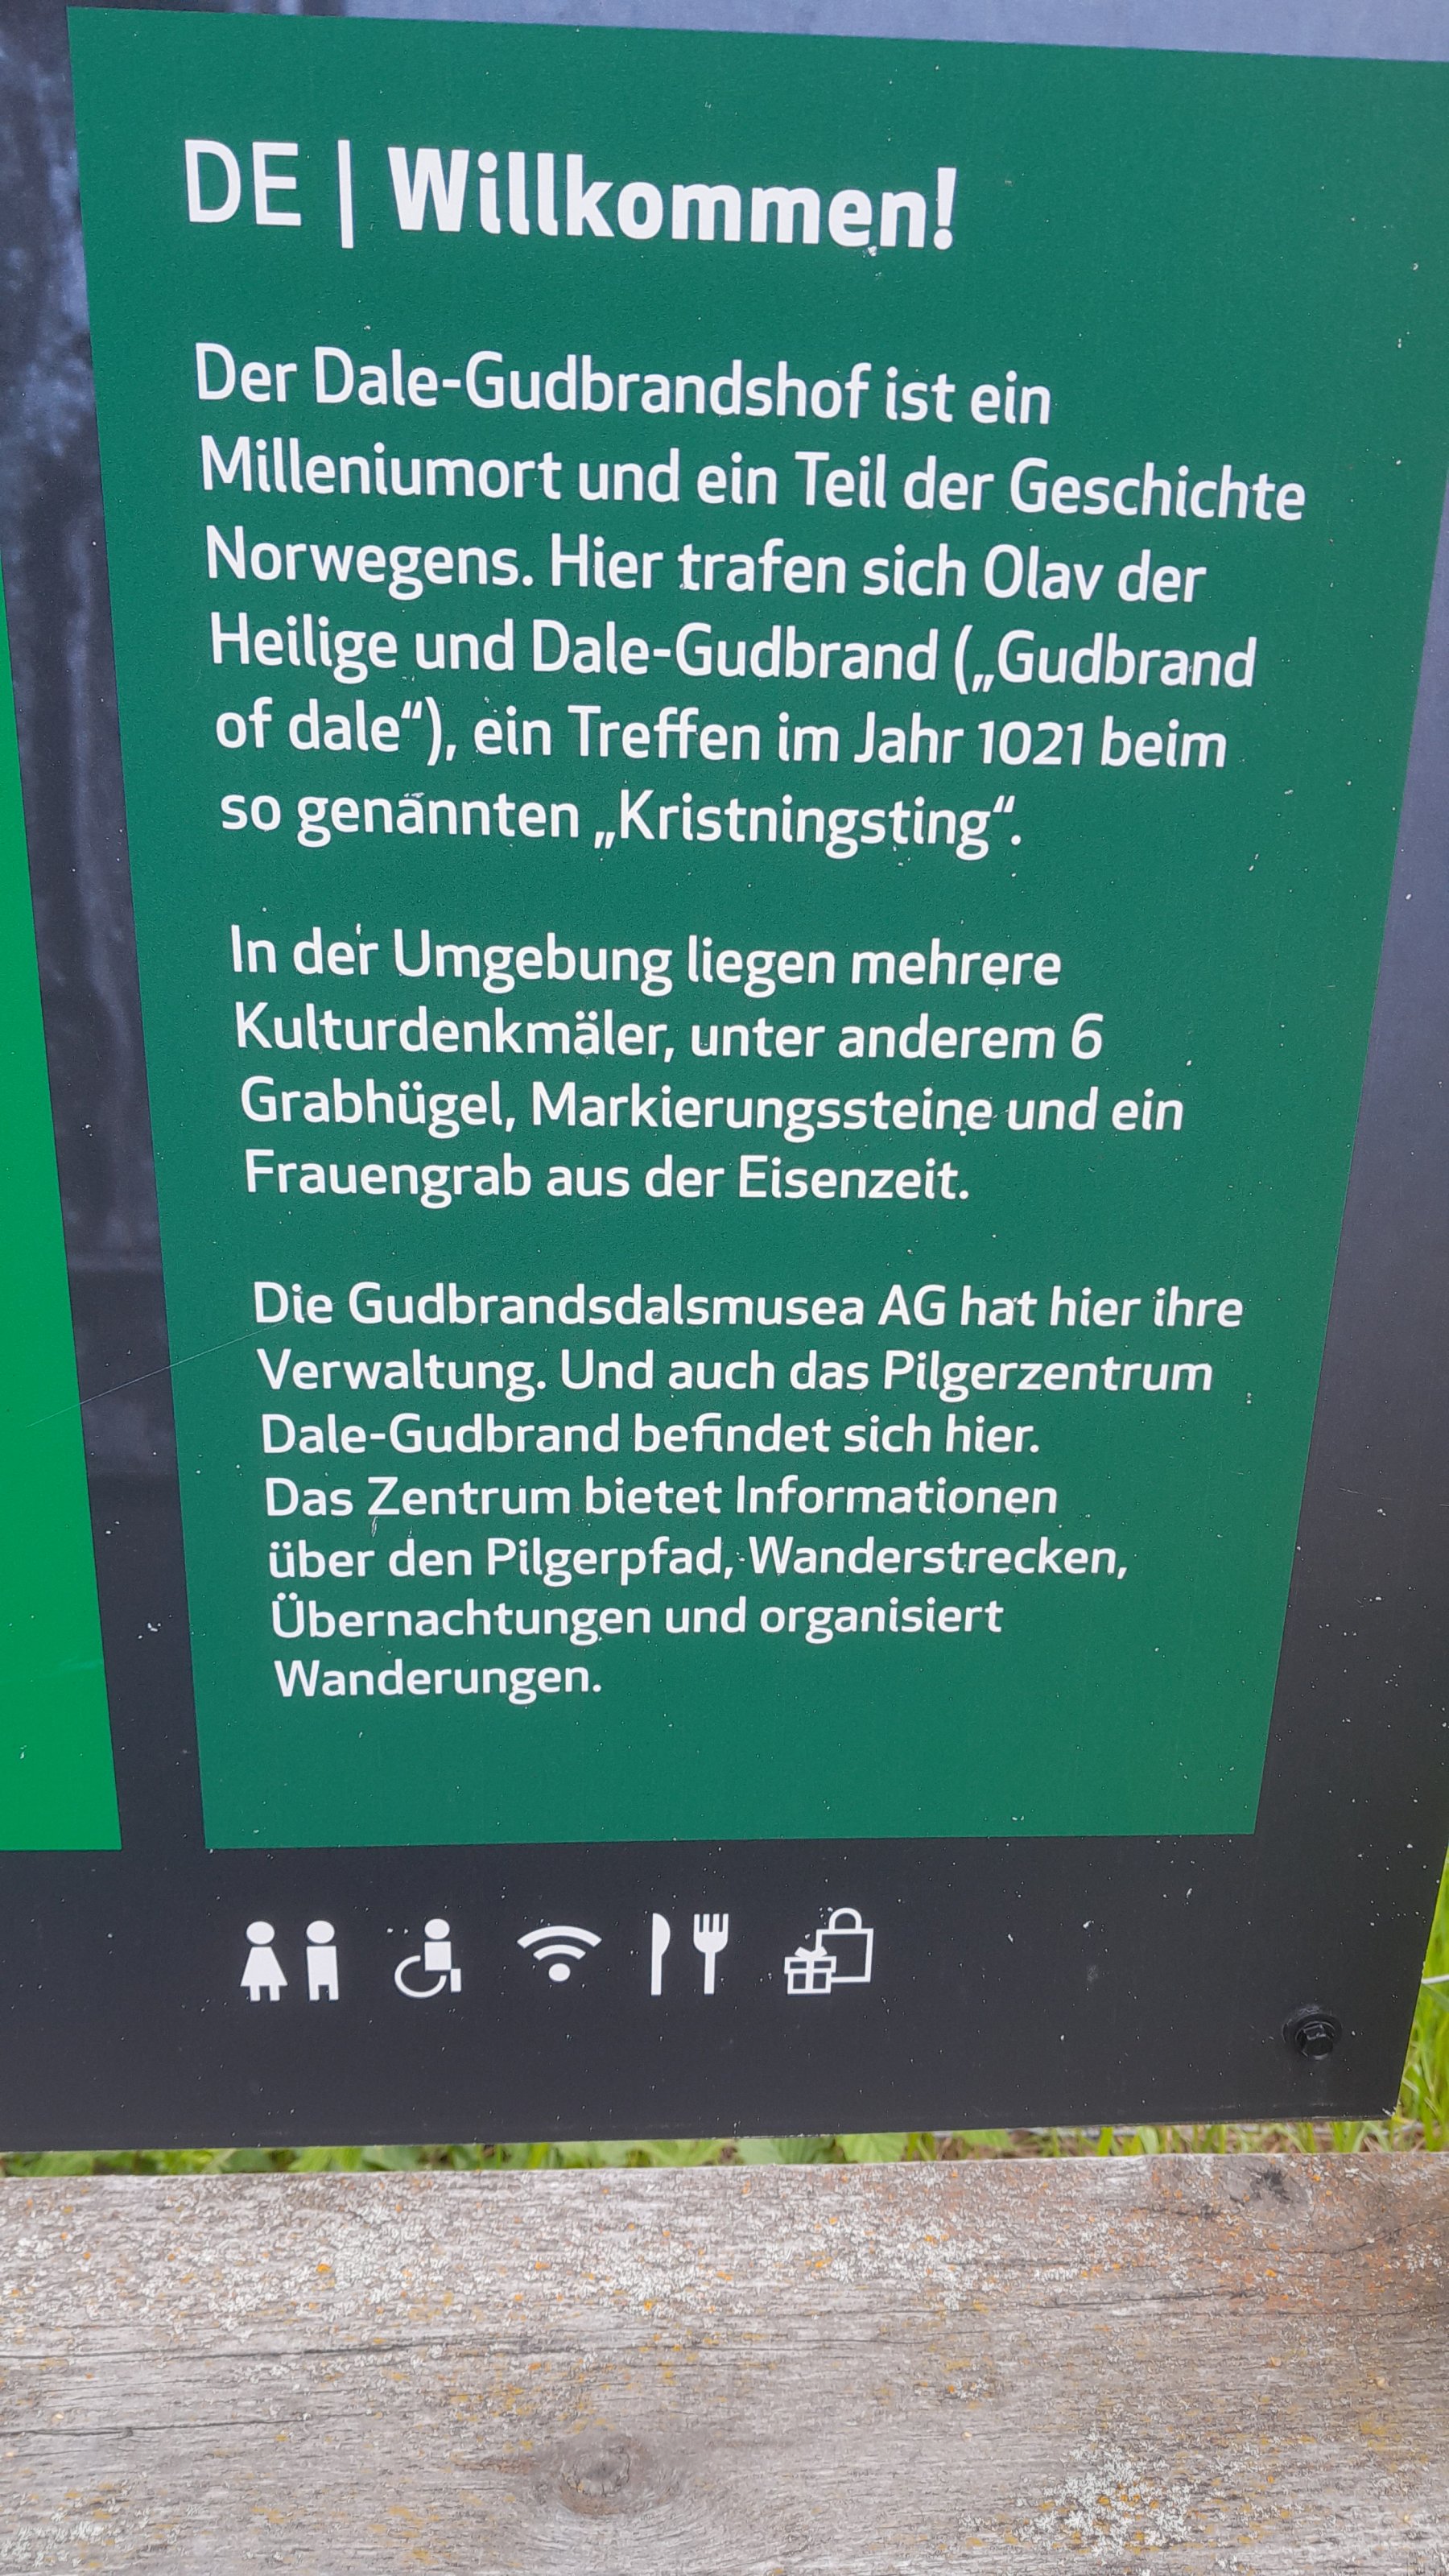 DE | Willkommen!
Der Dale-Gudbrandshof ist ein
Milleniumort und ein Teil der Geschichte
Norwegens. Hier trafen sich Olav der
Heilige und Dale-Gudbrand („Gudbrand
of dale“), ein Treffen im Jahr 1021 beim
so genannten „Kristningsting“.
In der Umgebung liegen mehrere
Kulturdenkmäler, unter anderem 6
Grabhügel, Markierungssteine und ein
Frauengrab aus der Eisenzeit.
Die Gudbrandsdalsmusea AG hat hier ihre
Verwaltung. Und auch das Pilgerzentrum
Dale-Gudbrand befindet sich hier.
Das Zentrum bietet Informationen
über den Pilgerpfad, Wanderstrecken,
Übernachtungen und organisiert
Wanderungen.